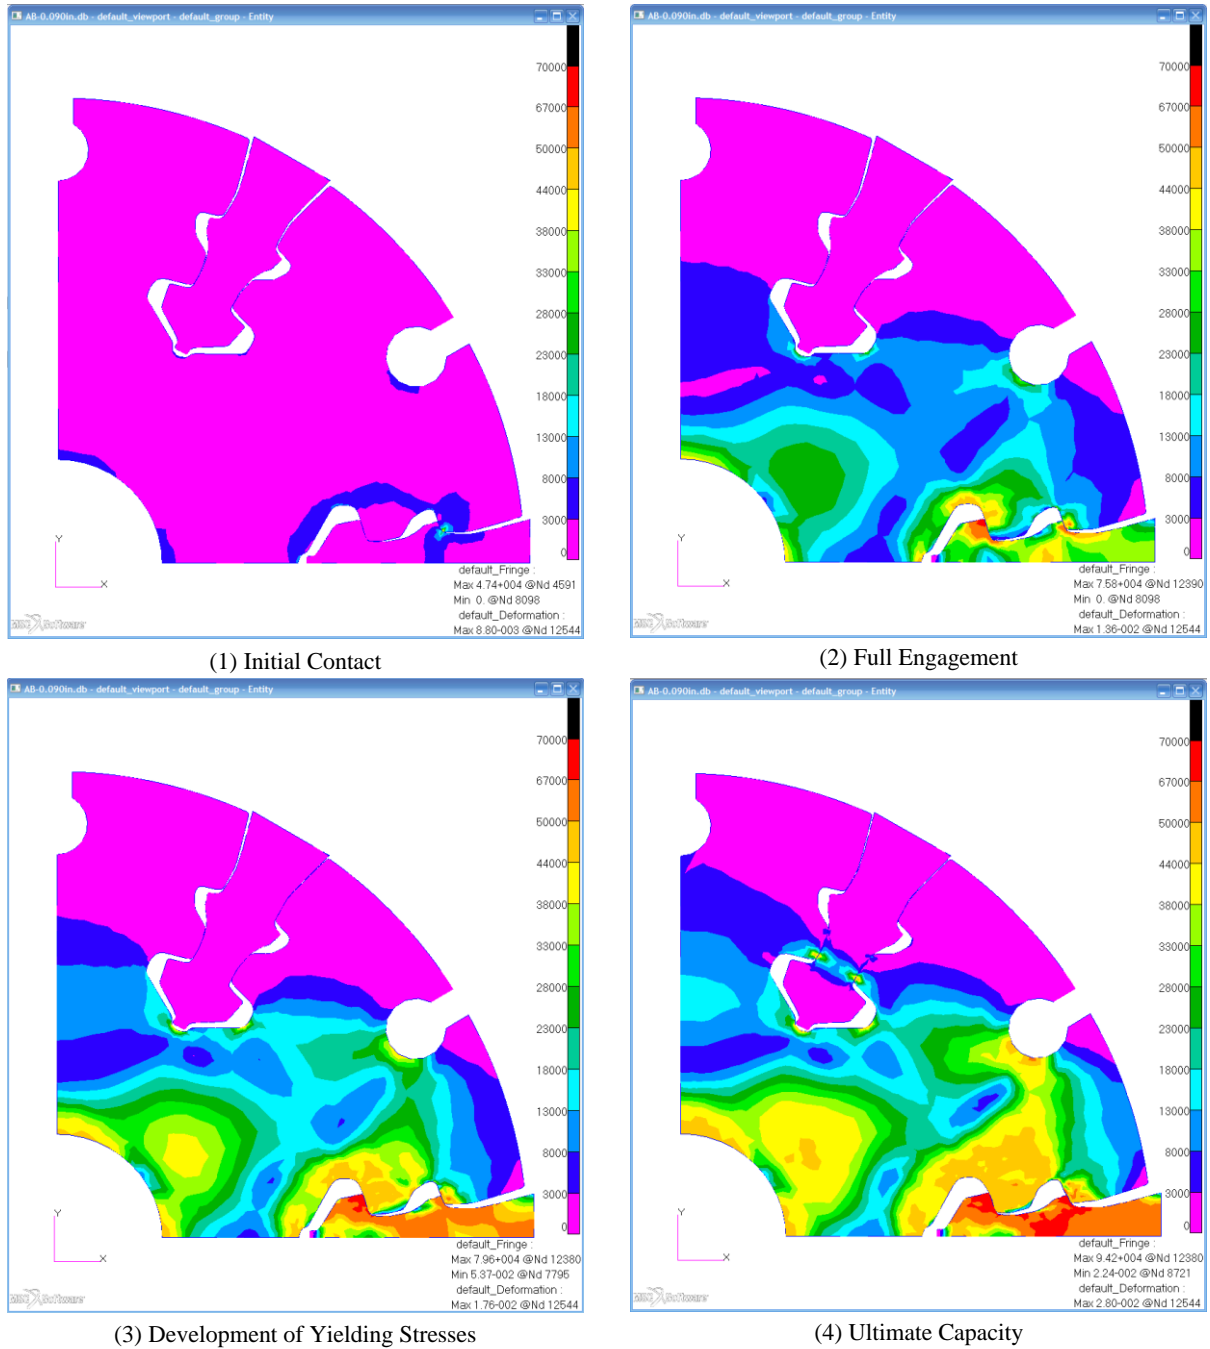 AB-0.090in.db - default_viewport - default_group - Entity
70000
67000
50000
44000
38000
33000
28000
23000
18000
13000
8000
3000
0
Y
X
default_Fringe :
Max 4.74+004 @Nd 4591
Min 0. @Nd 8098
default_Deformation :
Max 8.80-003 @Nd 12544
MSC Software
(1) Initial Contact
AB-0.090in.db - default_viewport - default_group - Entity
70000
67000
50000
44000
38000
33000
28000
23000
18000
13000
8000
3000
0
Y
X
default_Fringe :
Max 7.58+004 @Nd 12390
Min 0. @Nd 8098
default_Deformation :
Max 1.36-002 @Nd 12544
MSC Software
(2) Full Engagement
AB-0.090in.db - default_viewport - default_group - Entity
70000
67000
50000
44000
38000
33000
28000
23000
18000
13000
8000
3000
0
Y
X
default_Fringe :
Max 7.96+004 @Nd 12380
Min 5.37-002 @Nd 7795
default_Deformation :
Max 1.76-002 @Nd 12544
MSC Software
(3) Development of Yielding Stresses
AB-0.090in.db - default_viewport - default_group - Entity
70000
67000
50000
44000
38000
33000
28000
23000
18000
13000
8000
3000
0
Y
X
default_Fringe :
Max 9.42+004 @Nd 12380
Min 2.24-002 @Nd 8721
default_Deformation :
Max 2.80-002 @Nd 12544
MSC Software
(4) Ultimate Capacity